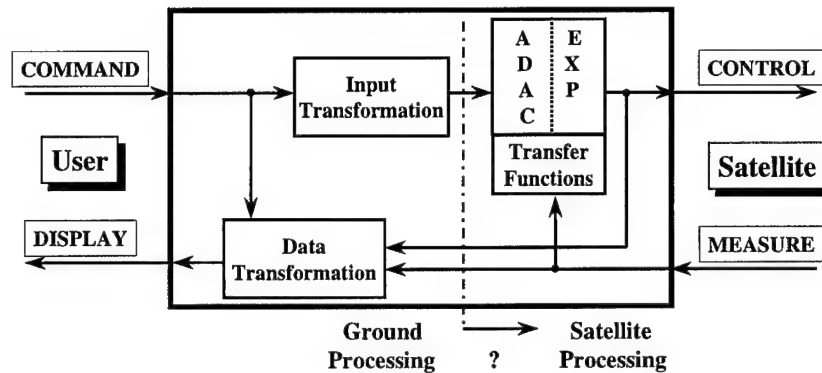 COMMAND
Input
Transformation
A E
D X
A P
C
Transfer
Functions
CONTROL
User
Satellite
DISPLAY
Data
Transformation
MEASURE
Ground
Processing
?
Satellite
Processing